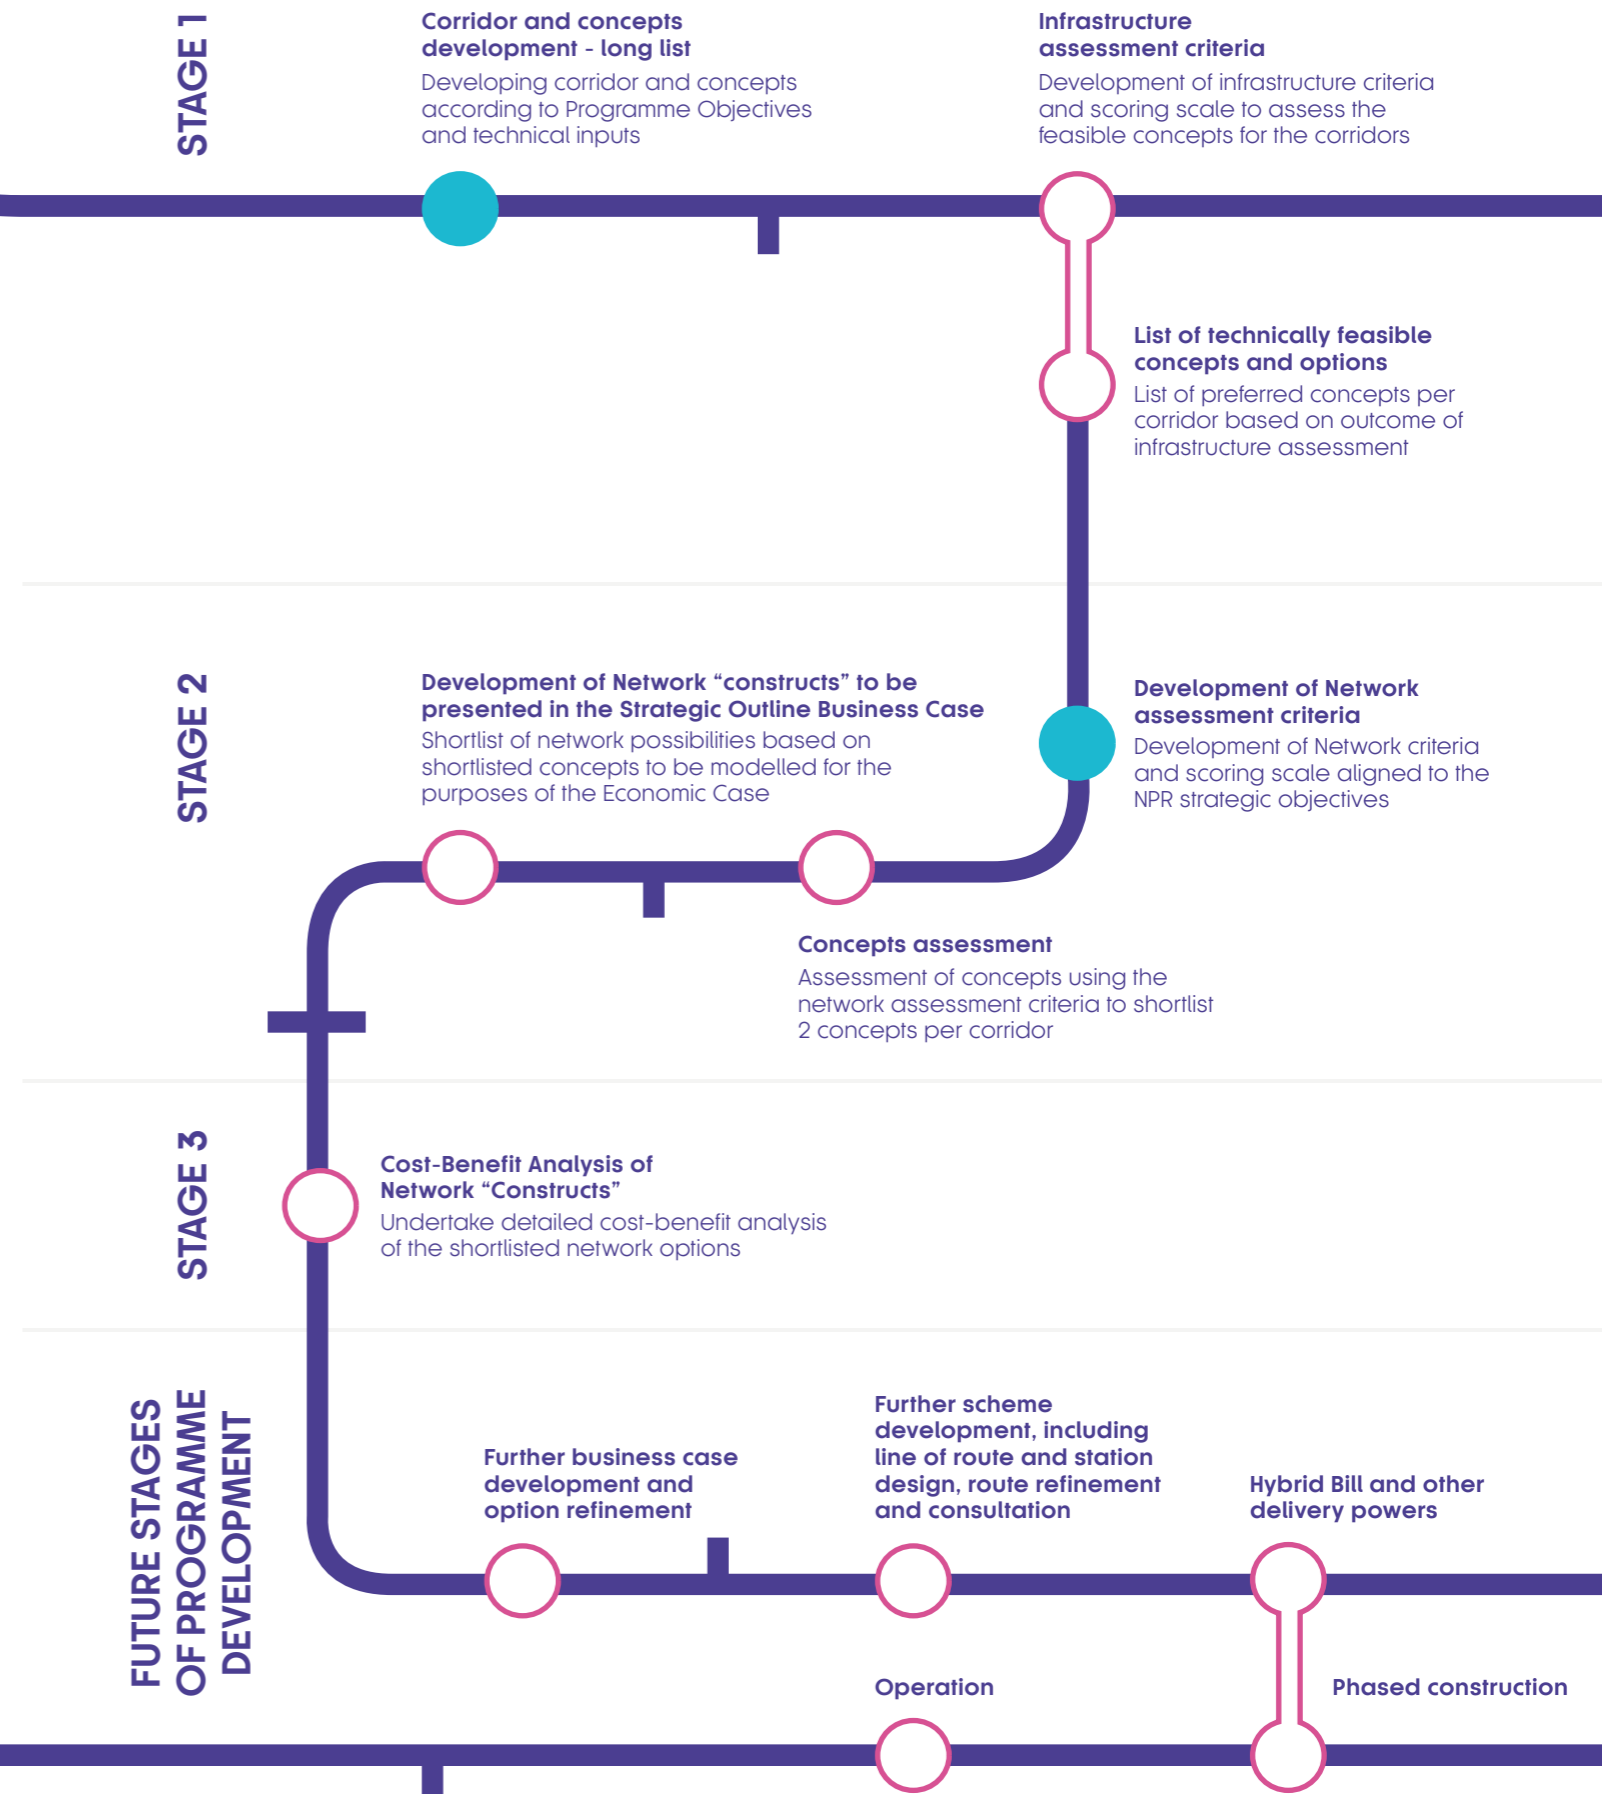 STAGE 1
Corridor and concepts
development - long list
Developing corridor and concepts
according to Programme Objectives
and technical inputs
Infrastructure
assessment criteria
Development of infrastructure criteria
and scoring scale to assess the
feasible concepts for the corridors
List of technically feasible
concepts and options
List of preferred concepts per
corridor based on outcome of
infrastructure assessment
STAGE 2
Development of Network
assessment criteria
Development of Network criteria
and scoring scale aligned to the
NPR strategic objectives
Development of Network “constructs” to be
presented in the Strategic Outline Business Case
Shortlist of network possibilities based on
shortlisted concepts to be modelled for the
purposes of the Economic Case
Concepts assessment
Assessment of concepts using the
network assessment criteria to shortlist
2 concepts per corridor
STAGE 3
Cost-Benefit Analysis of
Network “Constructs”
Undertake detailed cost-benefit analysis
of the shortlisted network options
FUTURE STAGES
OF PROGRAMME
DEVELOPMENT
Further business case
development and
option refinement
Further scheme
development, including
line of route and station
design, route refinement
and consultation
Hybrid Bill and other
delivery powers
Operation
Phased construction